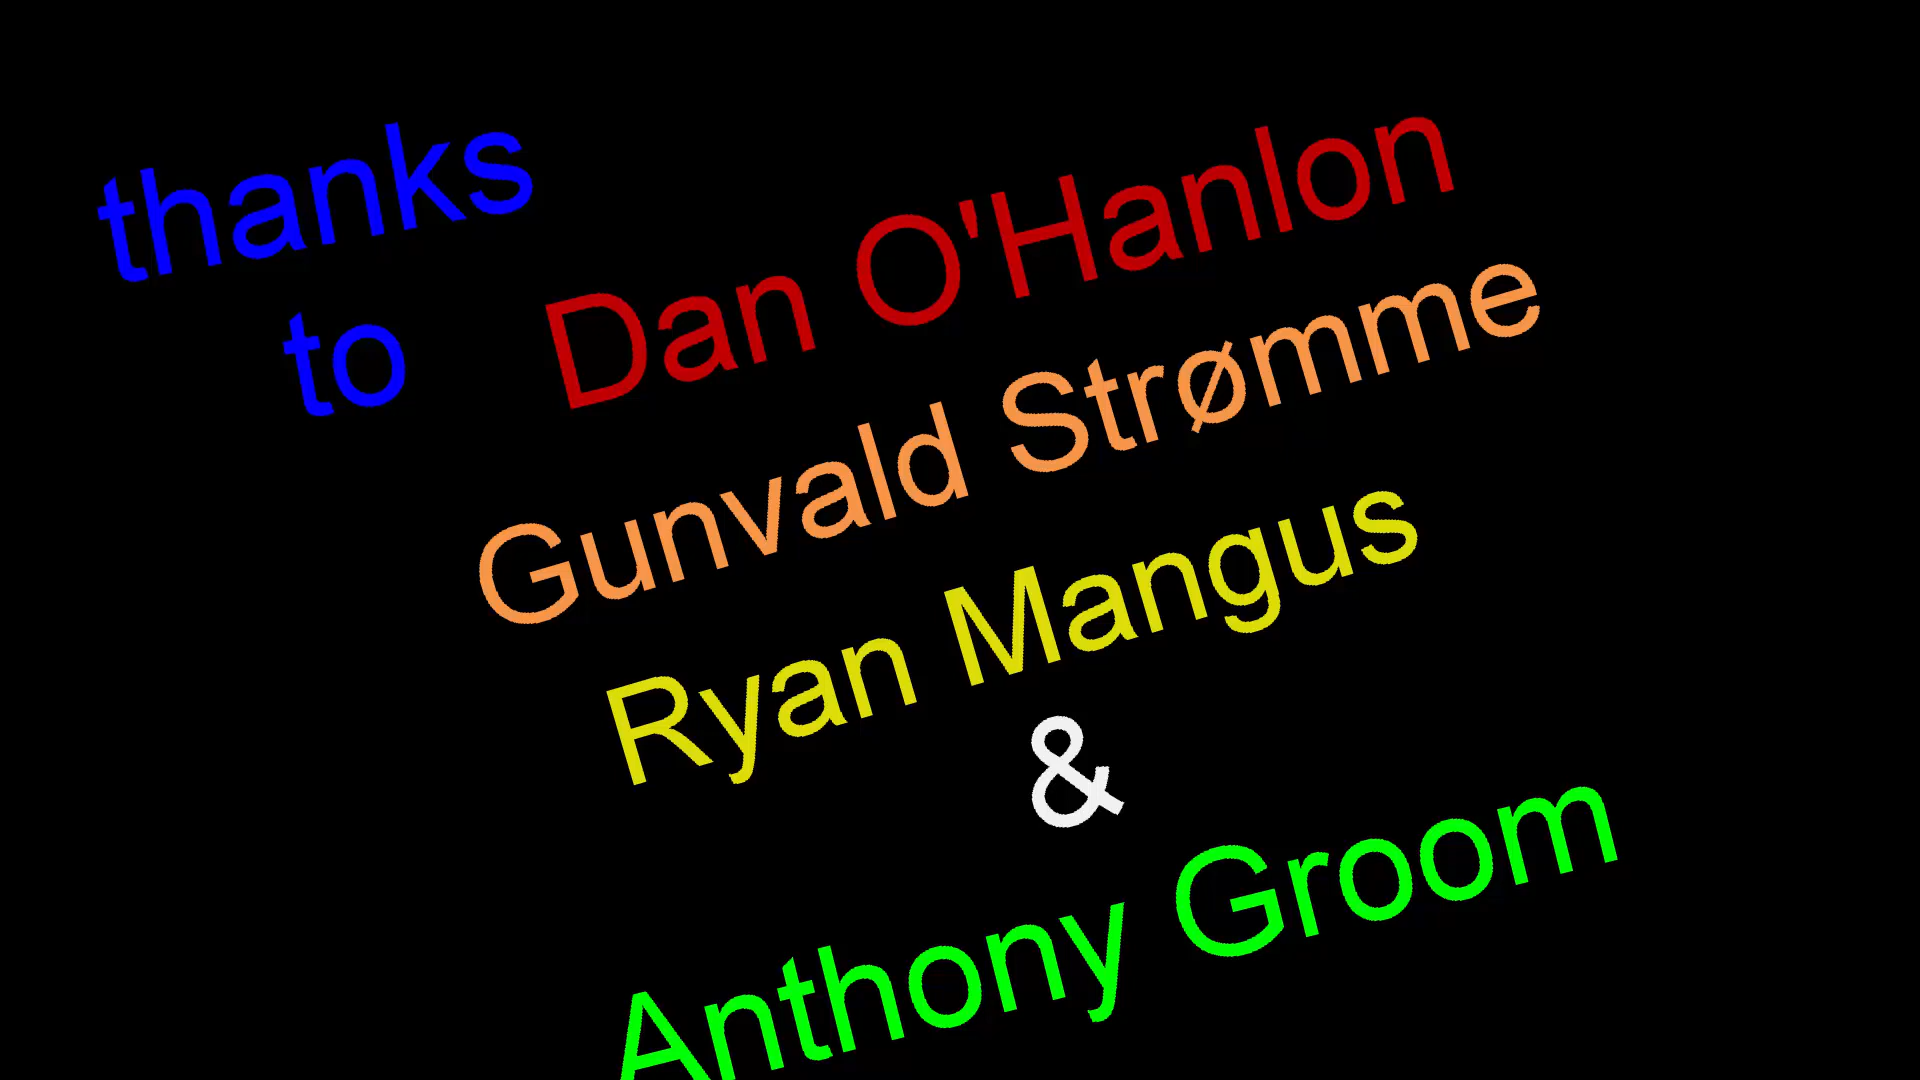 thanks
to
Dan O'Hanlon
Gunvald Strømme
Ryan Mangus
&
Anthony Groom